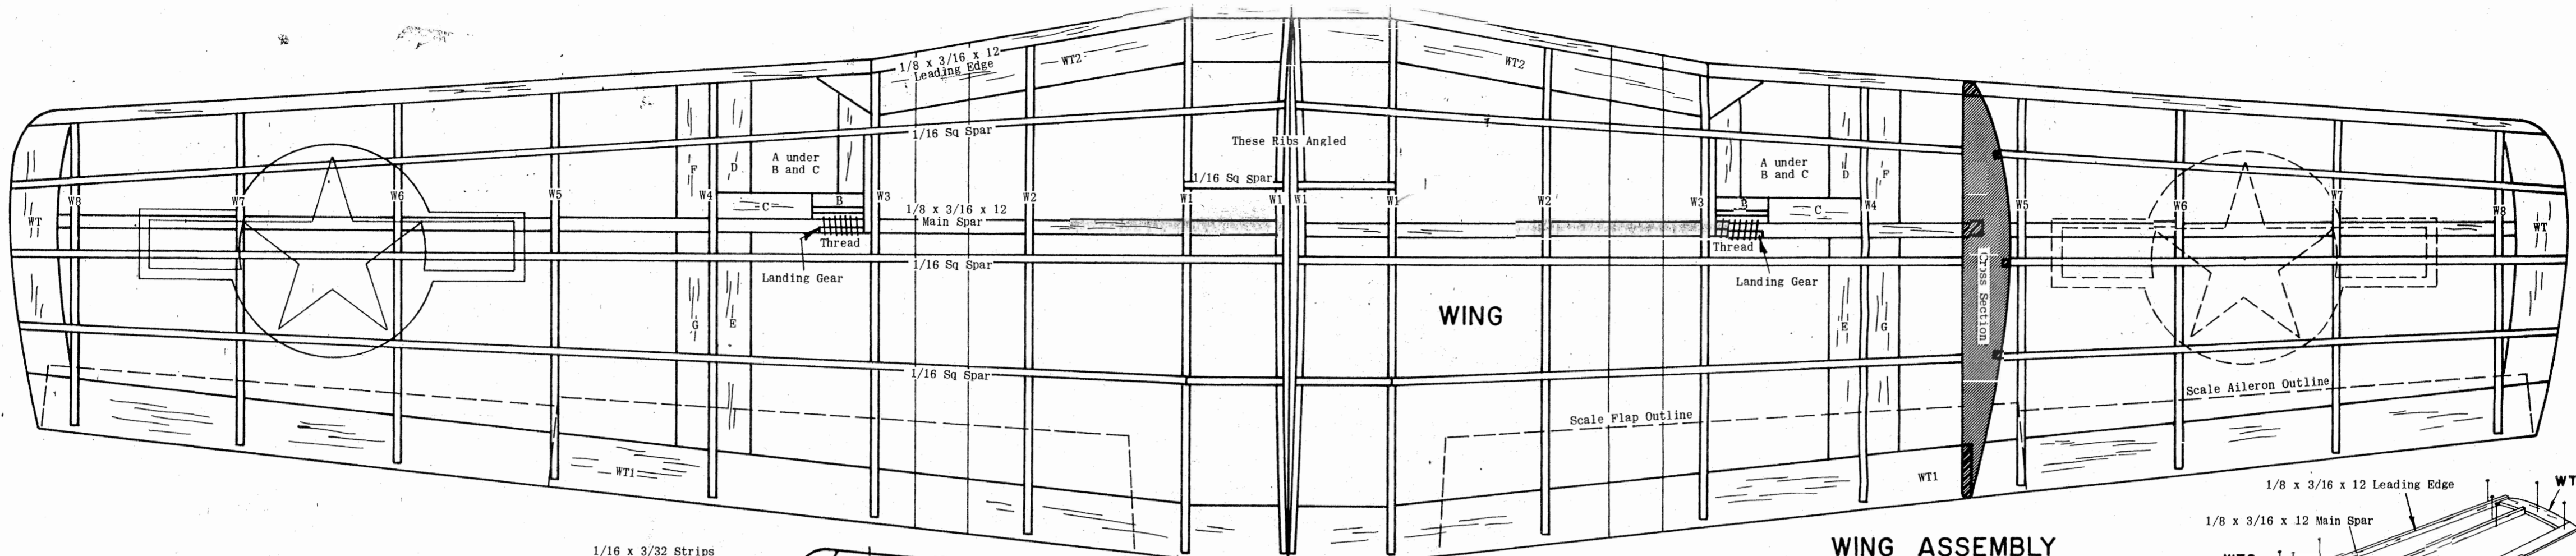 1/8 x 3/16 x 12
Leading Edge
WT2
WT2
1/16 Sq Spar
These Ribs Angled
F
D
A under
B and C
A under
B and C
D
F
1/16 Sq Spar
W8
W7
W6
W5
W4
C
B
W3
W2
W1
W1
W1
W1
W2
W3
C
W4
W5
W6
W7
W8
WT
1/8 x 3/16 x 12
Main Spar
WT
Thread
Thread
1/16 Sq Spar
Landing Gear
Landing Gear
Cross Section
WING
G
E
E
G
1/16 Sq Spar
Scale Aileron Outline
Scale Flap Outline
WT1
WT1
1/8 x 3/16 x 12 Leading Edge
WT
1/8 x 3/16 x 12 Main Spar
1/16 x 3/32 Strips
WING ASSEMBLY